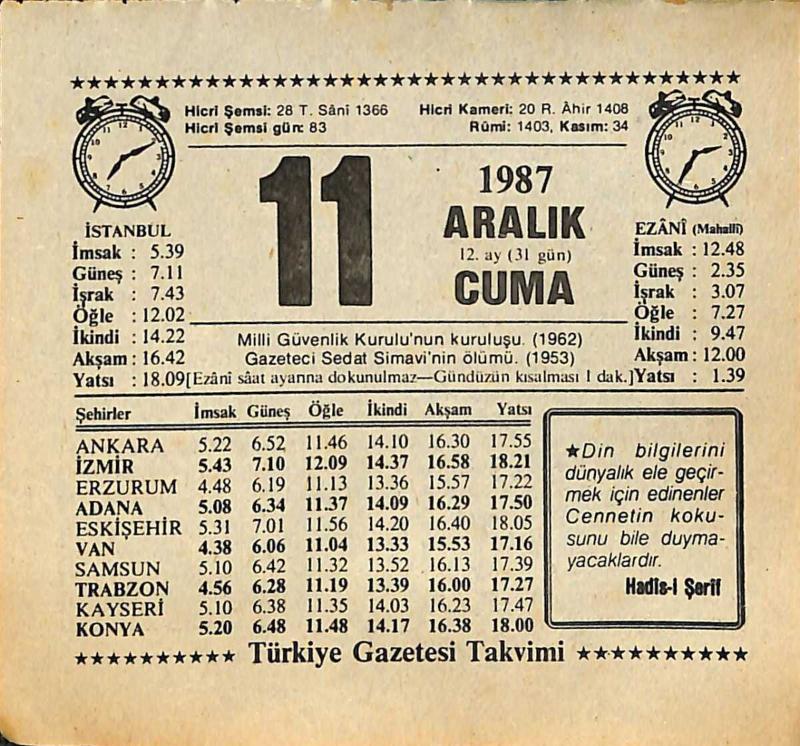 ★★★★★★★★★★★★★★★★★★★★★★★★★★★★★★★★★★★★★★★★★★★★★★★
Hicrî Şemsî: 28 T. Sânî 1366 Hicrî Kamerî: 20 R. Âhir 1408
Hicrî Şemsî gün: 83 Rûmî: 1403, Kasım: 34
11
1987
ARALIK
12. ay (31 gün)
CUMA
İSTANBUL
İmsak : 5.39
Güneş : 7.11
İşrak : 7.43
Öğle : 12.02
İkindi : 14.22
Akşam : 16.42
Yatsı : 18.09
EZÂNÎ (Mahallî)
İmsak : 12.48
Güneş : 2.35
İşrak : 3.07
Öğle : 7.27
İkindi : 9.47
Akşam : 12.00
Yatsı : 1.39
Milli Güvenlik Kurulu'nun kuruluşu. (1962)
Gazeteci Sedat Simavi'nin ölümü. (1953)
[Ezânî sâat ayarına dokunulmaz—Gündüzün kısalması 1 dak.]
Şehirler İmsak Güneş Öğle İkindi Akşam Yatsı
ANKARA 5.22 6.52 11.46 14.10 16.30 17.55
İZMİR 5.43 7.10 12.09 14.37 16.58 18.21
ERZURUM 4.48 6.19 11.13 13.36 15.57 17.22
ADANA 5.08 6.34 11.37 14.09 16.29 17.50
ESKİŞEHİR 5.31 7.01 11.56 14.20 16.40 18.05
VAN 4.38 6.06 11.04 13.33 15.53 17.16
SAMSUN 5.10 6.42 11.32 13.52 16.13 17.39
TRABZON 4.56 6.28 11.19 13.39 16.00 17.27
KAYSERİ 5.10 6.38 11.35 14.03 16.23 17.47
KONYA 5.20 6.48 11.48 14.17 16.38 18.00
★Din bilgilerini
dünyalık ele geçir-
mek için edinenler
Cennetin koku-
sunu bile duyma-
yacaklardır.
Hadîs-i Şerîf
★★★★★★★★★★ Türkiye Gazetesi Takvimi ★★★★★★★★★★